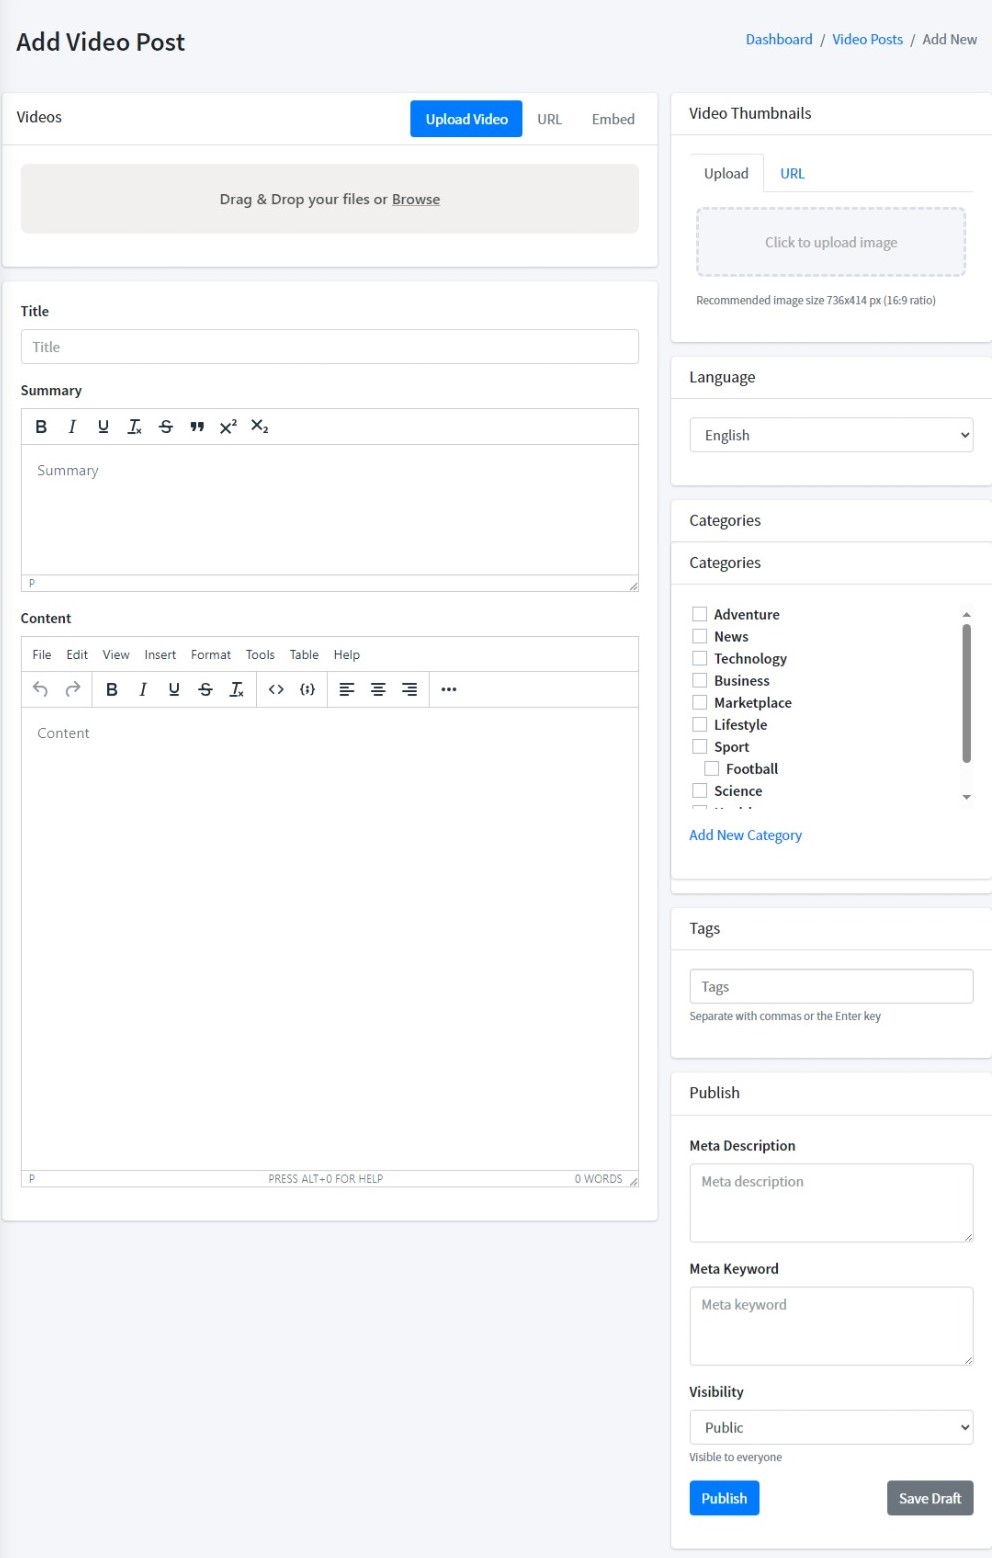 Add Video Post
Dashboard / Video Posts / Add New
Videos
Upload Video URL Embed
Drag & Drop your files or Browse
Title
Title
Summary
B I U Tx S X² X₂
Summary
P
Content
File Edit View Insert Format Tools Table Help
B I U S Tx
Content
P PRESS ALT+0 FOR HELP 0 WORDS
Video Thumbnails
Upload URL
Click to upload image
Recommended image size 736x414 px (16:9 ratio)
Language
English
Categories
Categories
Adventure
News
Technology
Business
Marketplace
Lifestyle
Sport
Football
Science
Add New Category
Tags
Tags
Separate with commas or the Enter key
Publish
Meta Description
Meta description
Meta Keyword
Meta keyword
Visibility
Public
Visible to everyone
Publish Save Draft